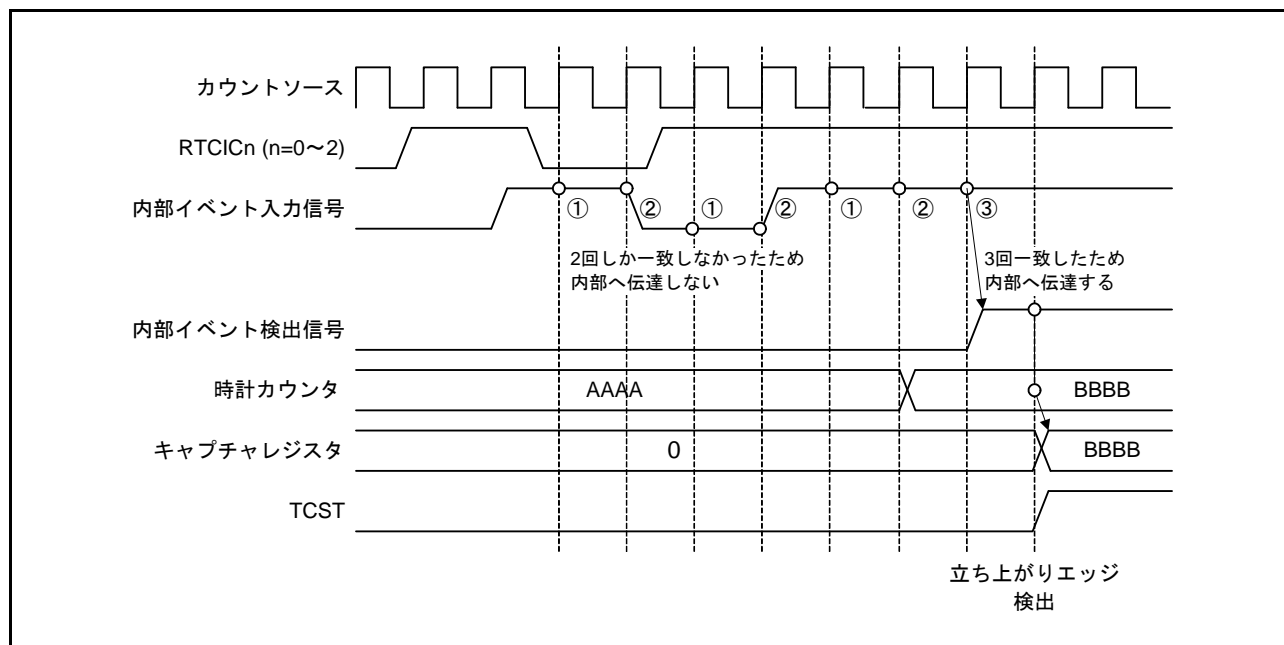 カウントソース
RTCICn (n=0～2)
内部イベント入力信号
① ② ① ② ① ② ③
2回しか一致しなかったため
内部へ伝達しない
3回一致したため
内部へ伝達する
内部イベント検出信号
時計カウンタ
AAAA
BBBB
キャプチャレジスタ
0
BBBB
TCST
立ち上がりエッジ
検出